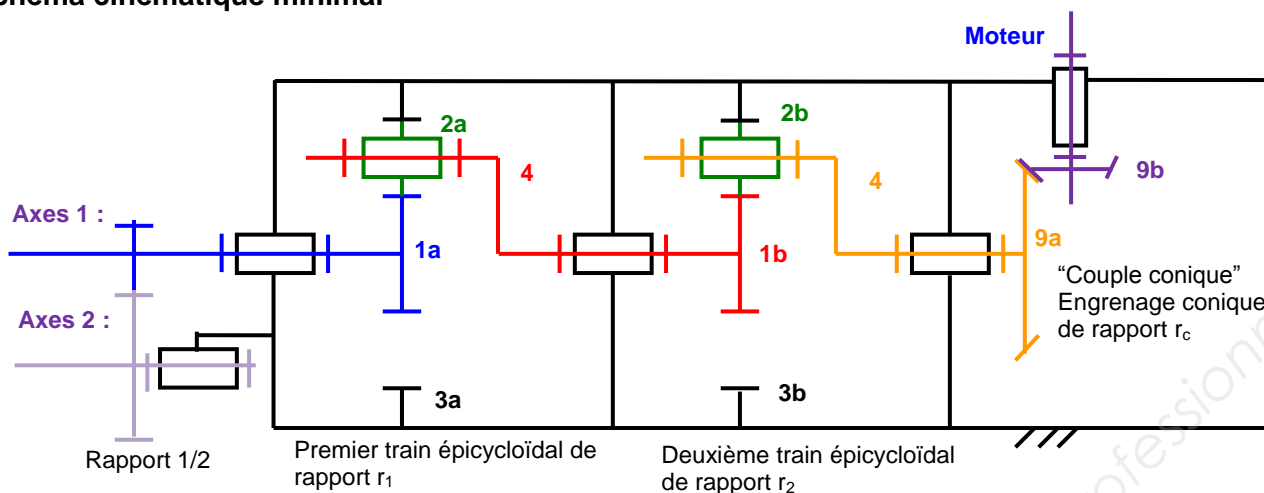 Moteur
2a
2b
4
4
9b
Axes 1 :
1a
1b
9a
“Couple conique”
Engrenage conique
de rapport rc
Axes 2 :
3a
3b
Rapport 1/2
Premier train épicycloïdal de
rapport r1
Deuxième train épicycloïdal
de rapport r2